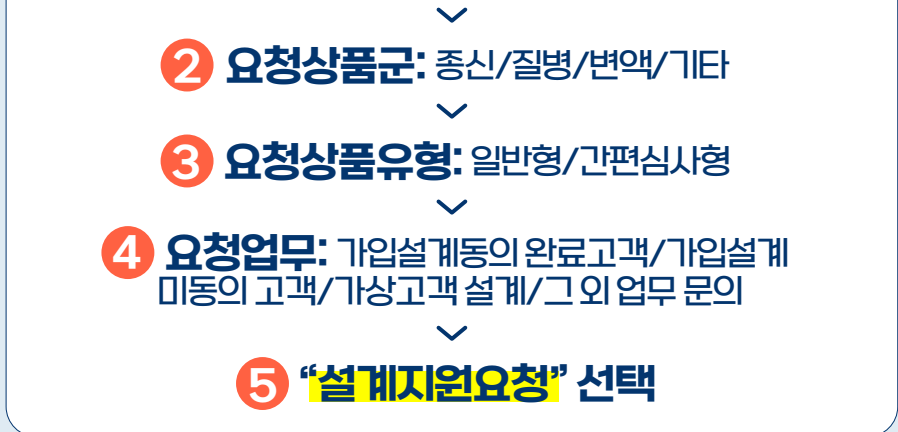 2 요청상품군: 종신/질병/변액/기타
3 요청상품유형: 일반형/간편심사형
4 요청업무: 가입설계동의 완료고객/가입설계
미동의 고객/가상고객 설계/그 외 업무 문의
5 “설계지원요청” 선택